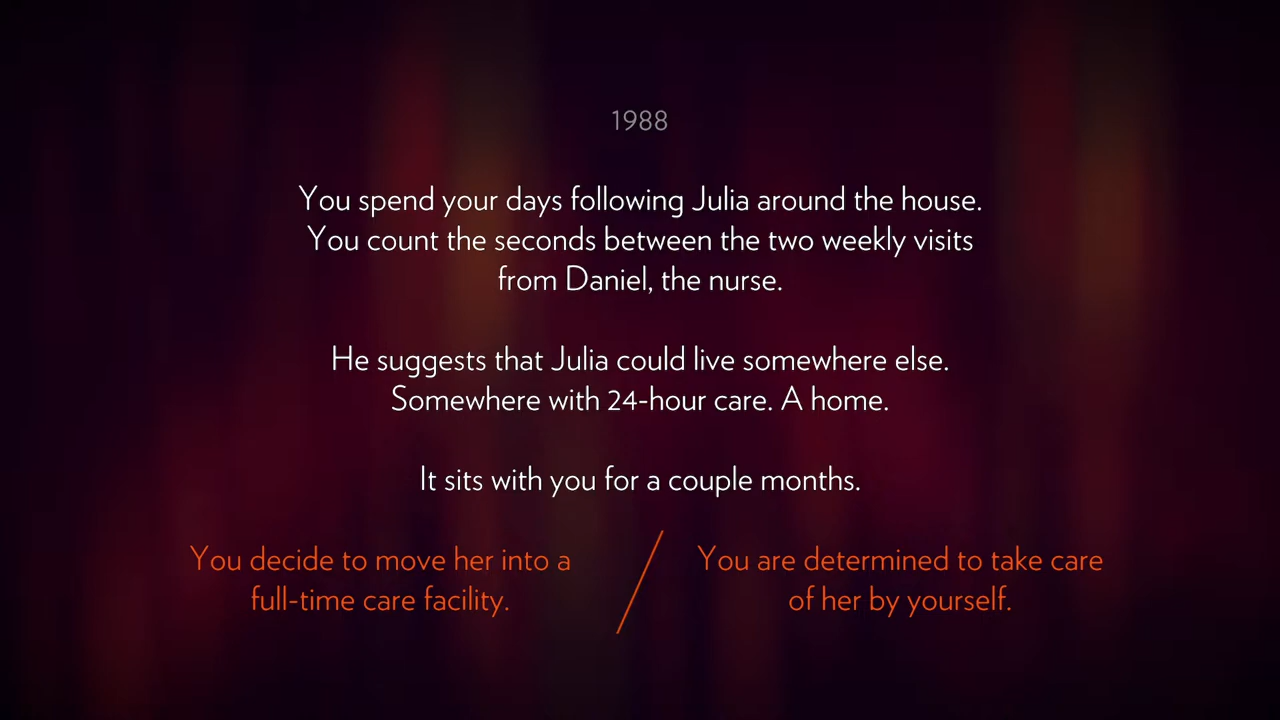 1988
You spend your days following Julia around the house.
You count the seconds between the two weekly visits
from Daniel, the nurse.
He suggests that Julia could live somewhere else.
Somewhere with 24-hour care. A home.
It sits with you for a couple months.
You decide to move her into a
full-time care facility.
You are determined to take care
of her by yourself.